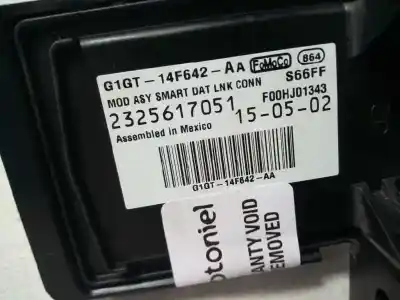 G1GT-14F642-AA FoMoCo 864
MOD ASY SMART DAT LNK CONN S66FF
2325617051 F00HJ01343
Assembled in Mexico 15-05-02
G1GT-14F642-AA
otoniel
ANTY VOID
EMOVED